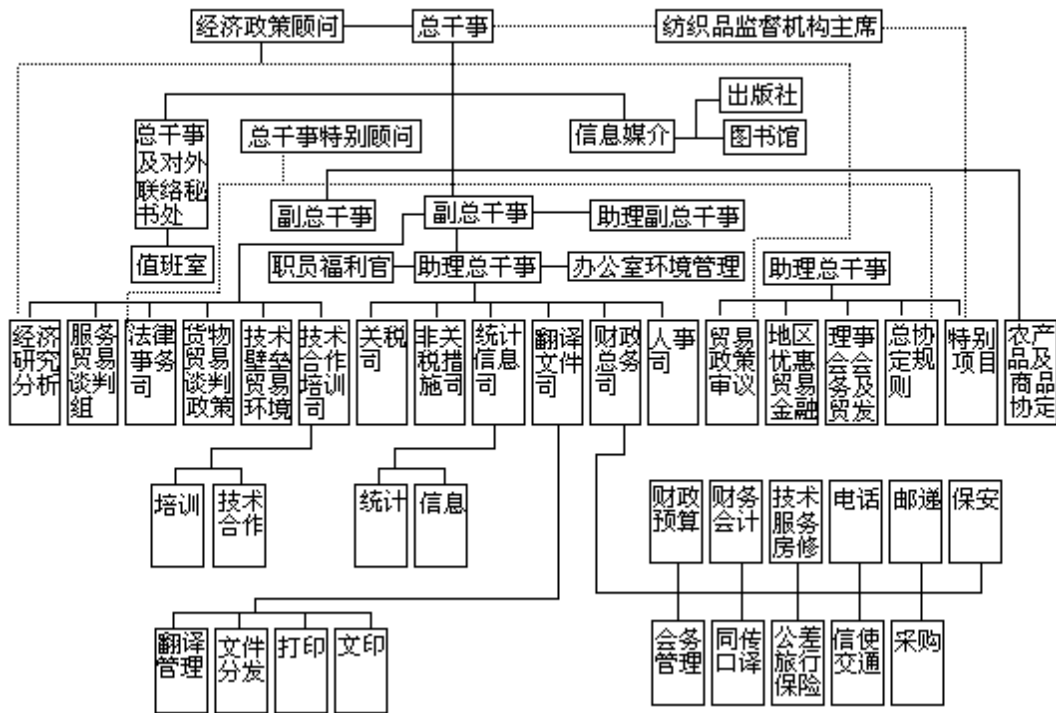 经济政策顾问
总干事
纺织品监督机构主席
出版社
总干事
及对外
联络秘
书处
总干事特别顾问
信息媒介
图书馆
副总干事
副总干事
助理副总干事
值班室
职员福利官
助理总干事
办公室环境管理
助理总干事
经济
研究
分析
服务
贸易
谈判
组
法律
事务
司
货物
贸易
谈判
政策
技术
壁垒
贸易
环境
技术
合作
培训
司
关税
司
非关
税措
施司
统计
信息
司
翻译
文件
司
财政
总务
司
人事
司
贸易
政策
审议
地区
优惠
贸易
金融
理事
会会
务及
贸发
总协
定规
则
特别
项目
农产
品及
商品
协定
培训
技术
合作
统计
信息
财政
预算
财务
会计
技术
服务
房修
电话
邮递
保安
翻译
管理
文件
分发
打印
文印
会务
管理
同传
口译
公差
旅行
保险
信使
交通
采购